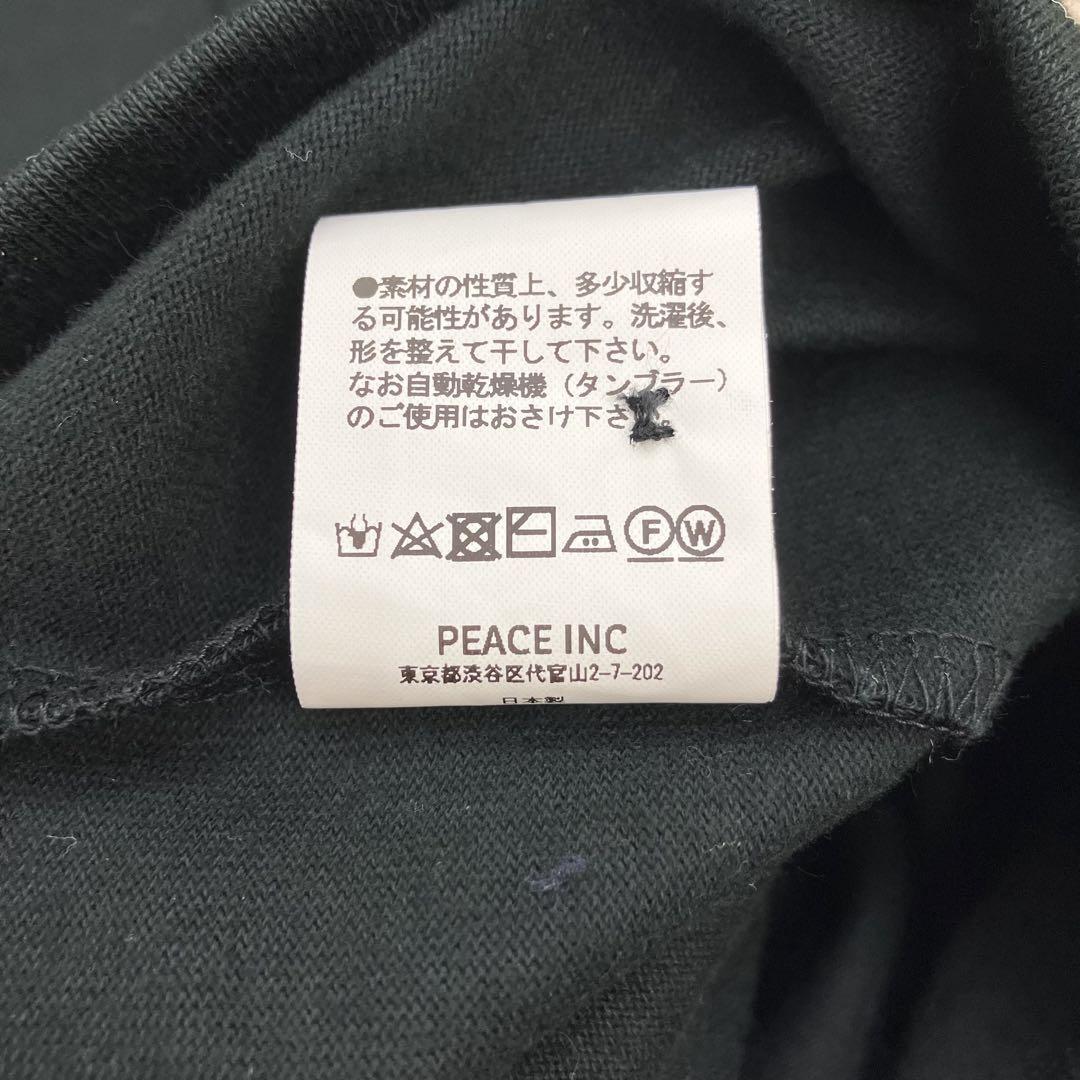 ●素材の性質上、多少収縮す
る可能性があります。洗濯後、
形を整えて干して下さい。
なお自動乾燥機（タンブラー）
のご使用はおさけ下さ。
F W
PEACE INC
東京都渋谷区代官山2-7-202
日本製